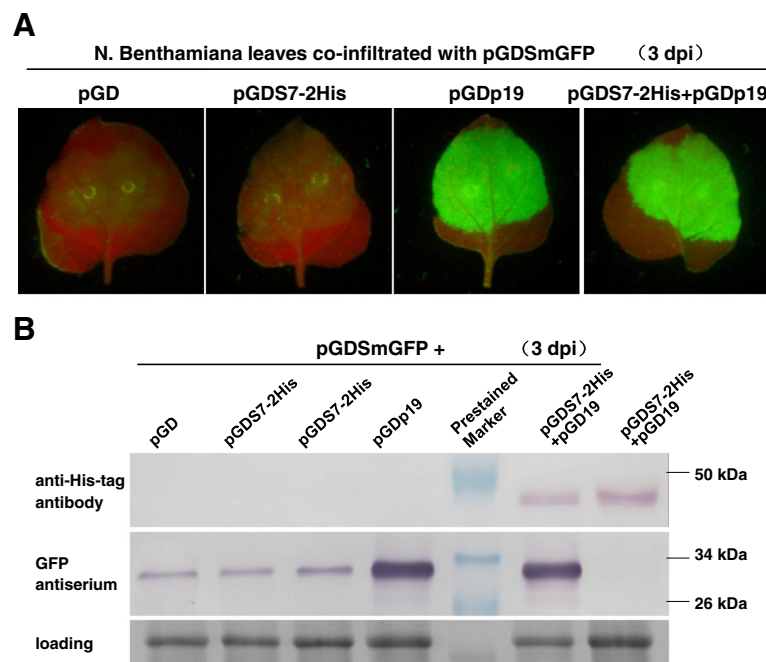 A
N. Benthamiana leaves co-infiltrated with pGDSmGFP （3 dpi）
pGD pGDS7-2His pGDp19 pGDS7-2His+pGDp19
B
pGDSmGFP + （3 dpi）
pGD
pGDS7-2His
pGDS7-2His
pGDp19
Prestained
Marker
pGDS7-2His
+pGD19
pGDS7-2His
+pGD19
anti-His-tag
antibody
50 kDa
GFP
antiserium
34 kDa
26 kDa
loading